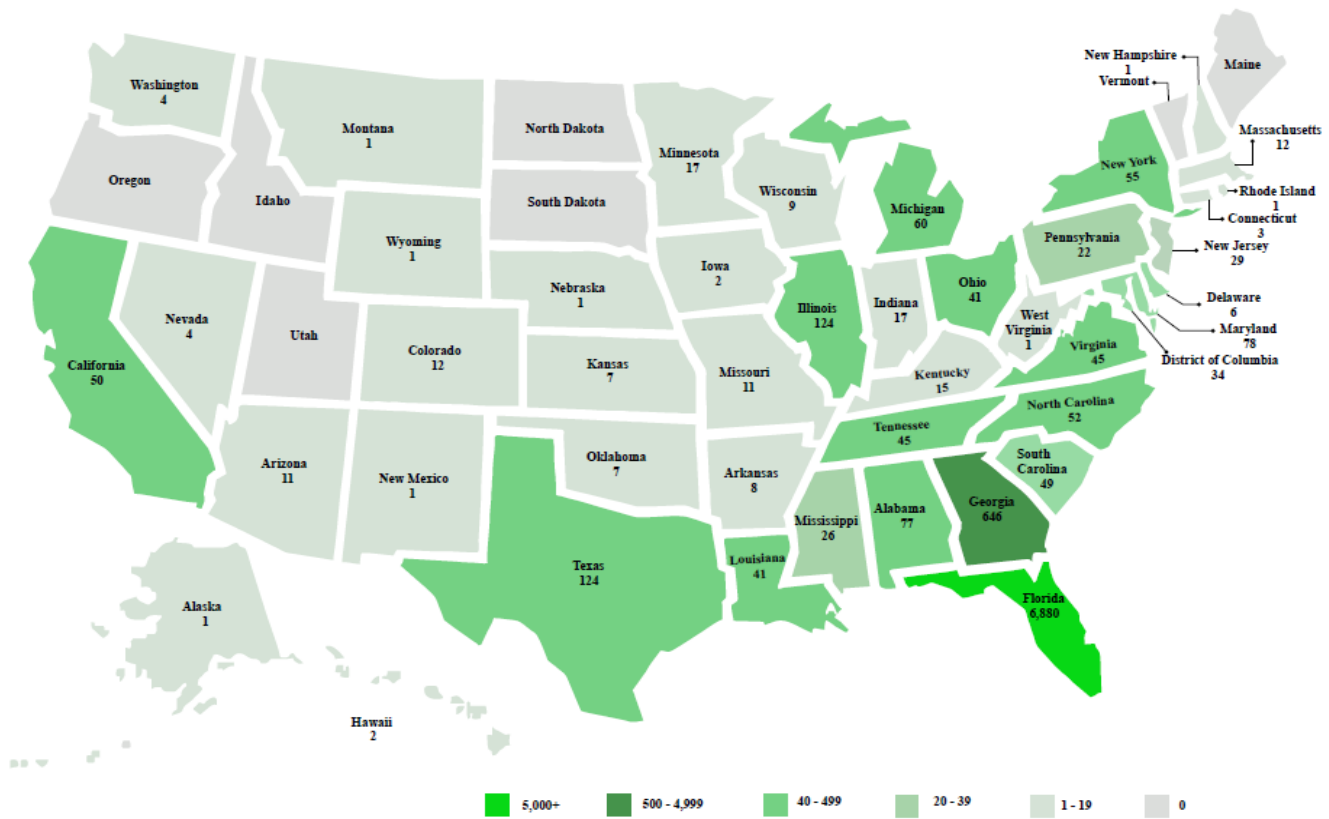 New Hampshire
1
Vermont
Maine
Washington
4
Montana
1
North Dakota
Minnesota
17
Massachusetts
12
New York
55
Oregon
Idaho
South Dakota
Wisconsin
9
Michigan
60
Rhode Island
1
Connecticut
3
Wyoming
1
Pennsylvania
22
New Jersey
29
Iowa
2
Nebraska
1
Ohio
41
Illinois
124
Indiana
17
Delaware
6
Nevada
4
Utah
West
Virginia
1
Maryland
78
Virginia
45
District of Columbia
34
California
50
Colorado
12
Kansas
7
Missouri
11
Kentucky
15
North Carolina
52
Tennessee
45
Arizona
11
New Mexico
1
Oklahoma
7
Arkansas
8
South
Carolina
49
Georgia
646
Mississippi
26
Alabama
77
Texas
124
Louisiana
41
Florida
6,880
Alaska
1
Hawaii
2
5,000+
500 - 4,999
40 - 499
20 - 39
1 - 19
0